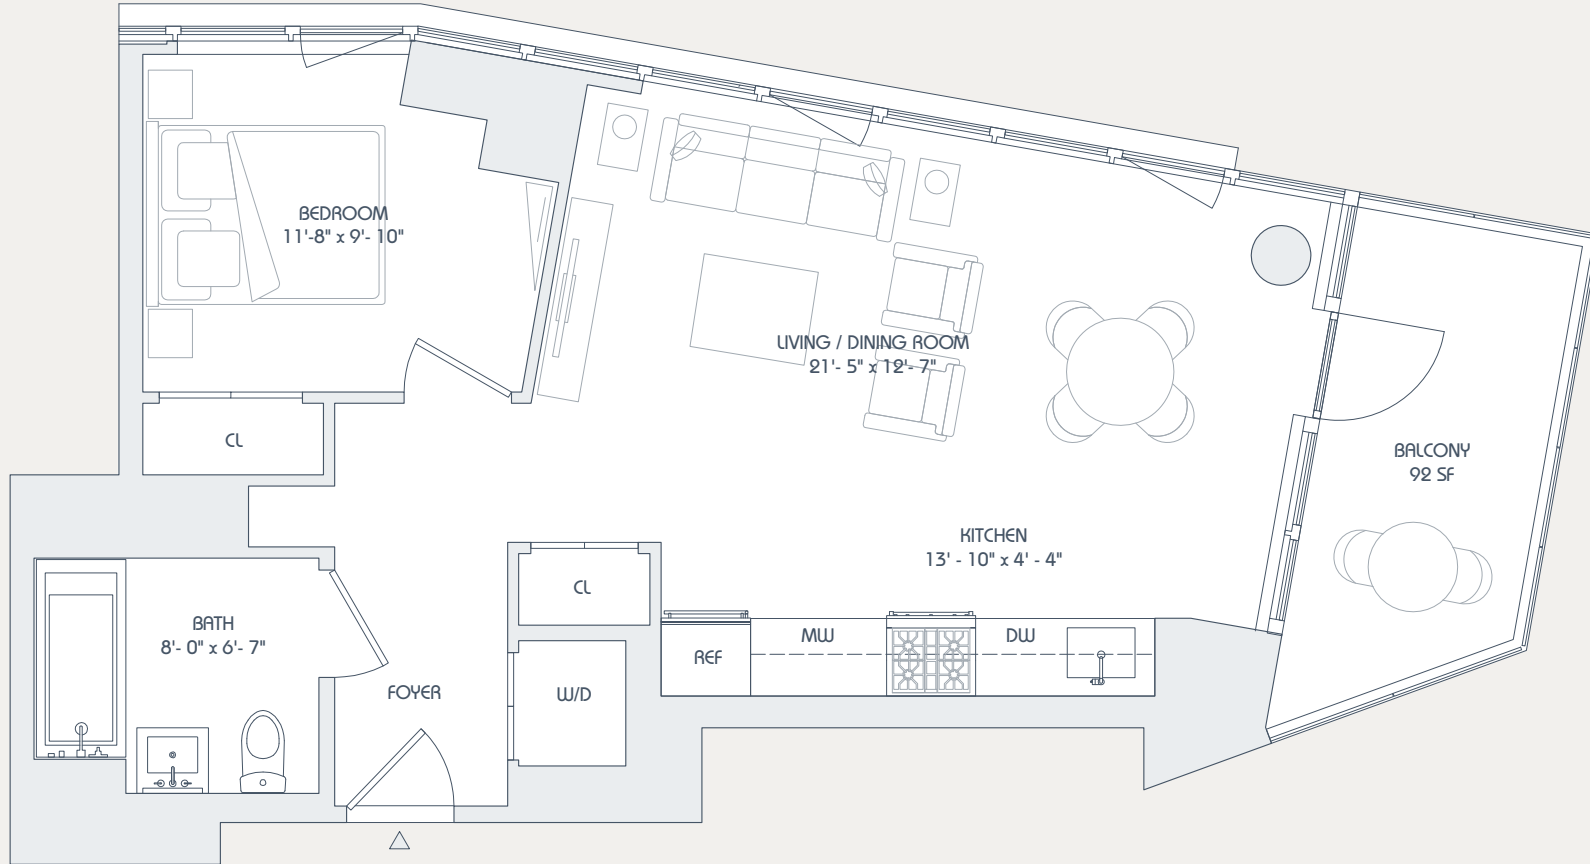 BEDROOM
11'-8" x 9'- 10"
LIVING / DINING ROOM
21'- 5" x 12'- 7"
CL
BALCONY
92 SF
KITCHEN
13' - 10" x 4' - 4"
CL
BATH
8'- 0" x 6'- 7"
MW
DW
REF
FOYER
W/D